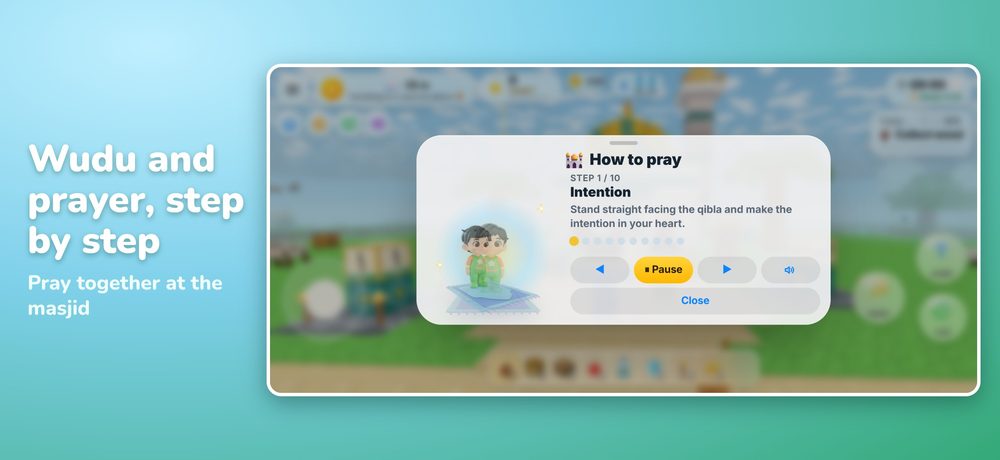 Wudu and
prayer, step
by step
Pray together at the
masjid
How to pray
STEP 1 / 10
Intention
Stand straight facing the qibla and make the
intention in your heart.
Pause
Close